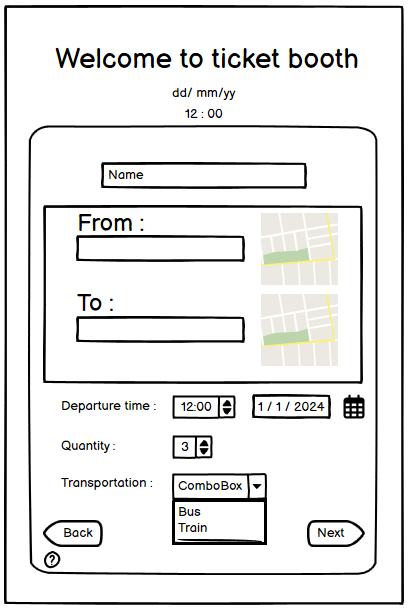 Welcome to ticket booth
dd/ mm/yy
12 : 00
Name
From :
To :
Departure time : 12:00 1 / 1 / 2024
Quantity : 3
Transportation : ComboBox
Bus
Train
Back Next
?